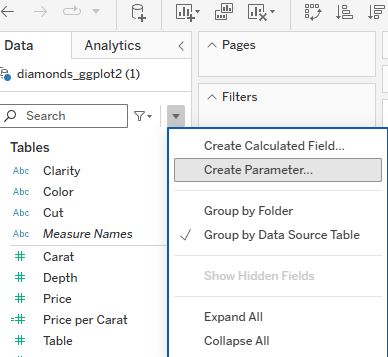 Data
Analytics
Pages
diamonds_ggplot2 (1)
Filters
Search
Tables
Abc Clarity
Abc Color
Abc Cut
Abc Measure Names
# Carat
# Depth
# Price
=# Price per Carat
# Table
Create Calculated Field...
Create Parameter...
Group by Folder
Group by Data Source Table
Show Hidden Fields
Expand All
Collapse All